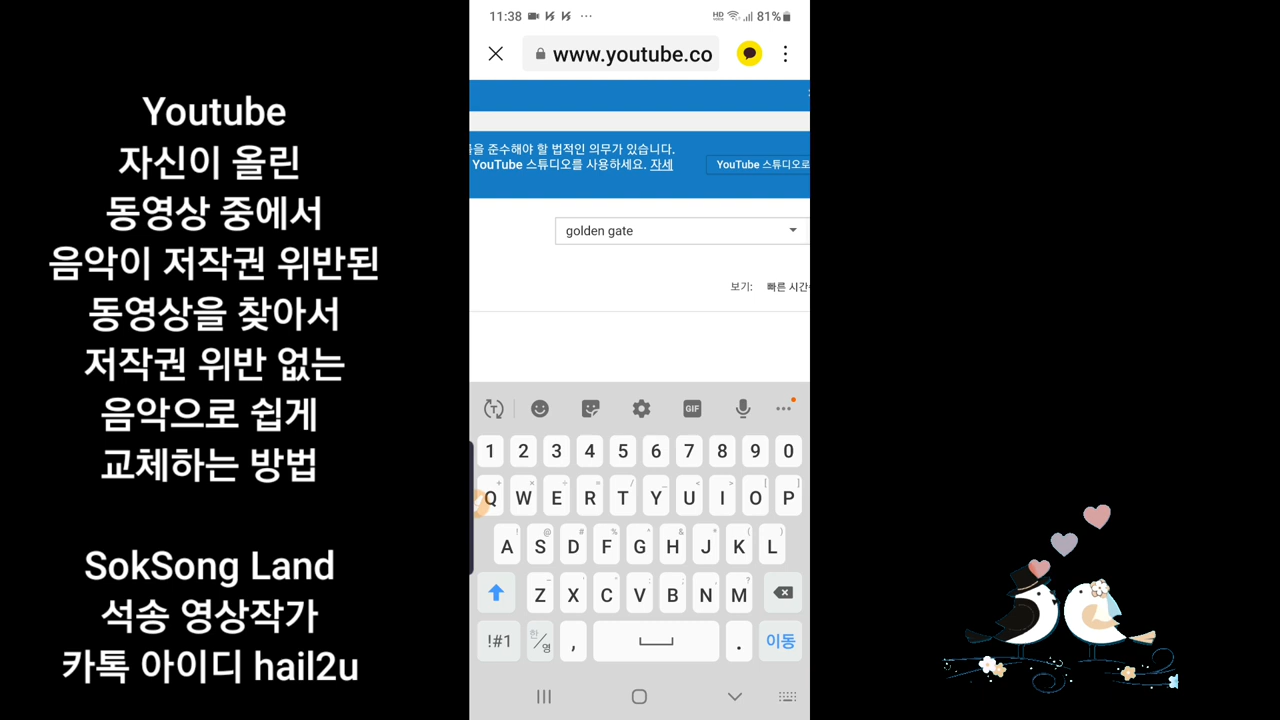 Youtube
자신이 올린
동영상 중에서
음악이 저작권 위반된
동영상을 찾아서
저작권 위반 없는
음악으로 쉽게
교체하는 방법
SokSong Land
석송 영상작가
카톡 아이디 hail2u
11:38 81%
www.youtube.co
을 준수해야 할 법적인 의무가 있습니다.
YouTube 스튜디오를 사용하세요. 자세
YouTube 스튜디오로
golden gate
보기: 빠른 시간
GIF
1 2 3 4 5 6 7 8 9 0
Q W E R T Y U I O P
A S D F G H J K L
Z X C V B N M
!#1 한/영 , . 이동